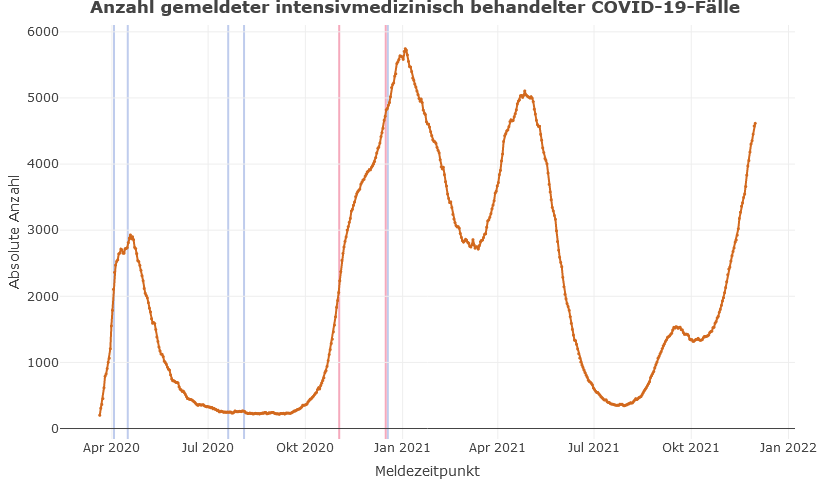 Anzahl gemeldeter intensivmedizinisch behandelter COVID-19-Fälle
6000
5000
4000
3000
2000
1000
0
Absolute Anzahl
Apr 2020 Jul 2020 Okt 2020 Jan 2021 Apr 2021 Jul 2021 Okt 2021 Jan 2022
Meldezeitpunkt